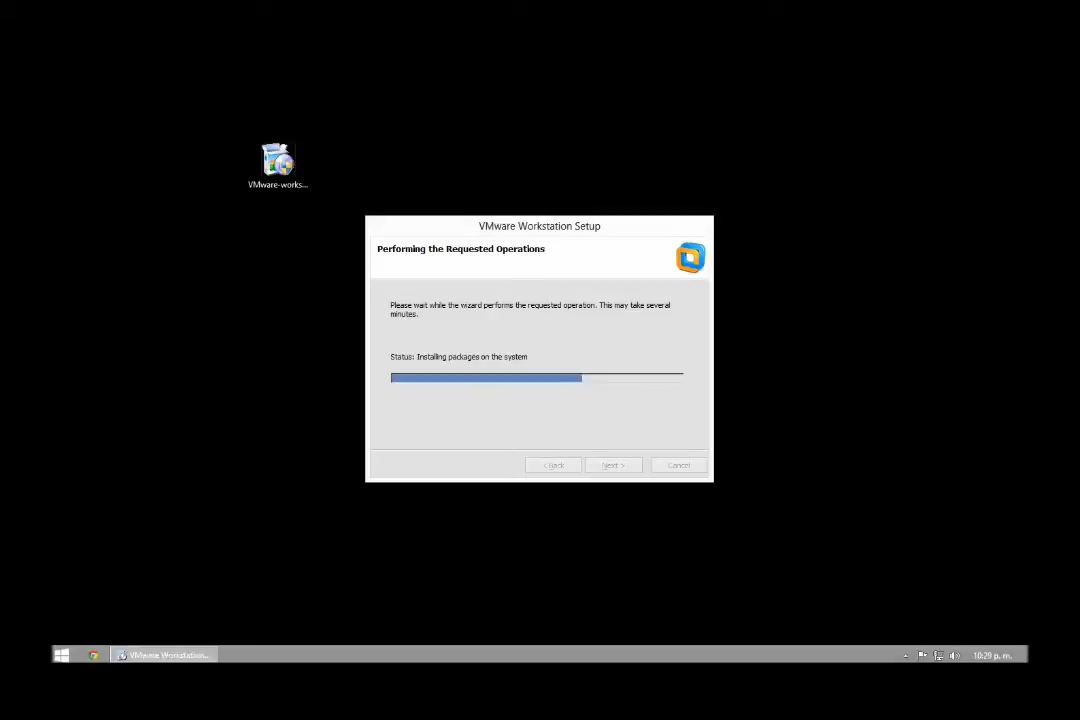 VMware-works...
VMware Workstation Setup
Performing the Requested Operations
Please wait while the wizard performs the requested operation. This may take several
minutes.
Status: Installing packages on the system
< Back
Next >
Cancel
VMware Workstation...
10:29 p. m.